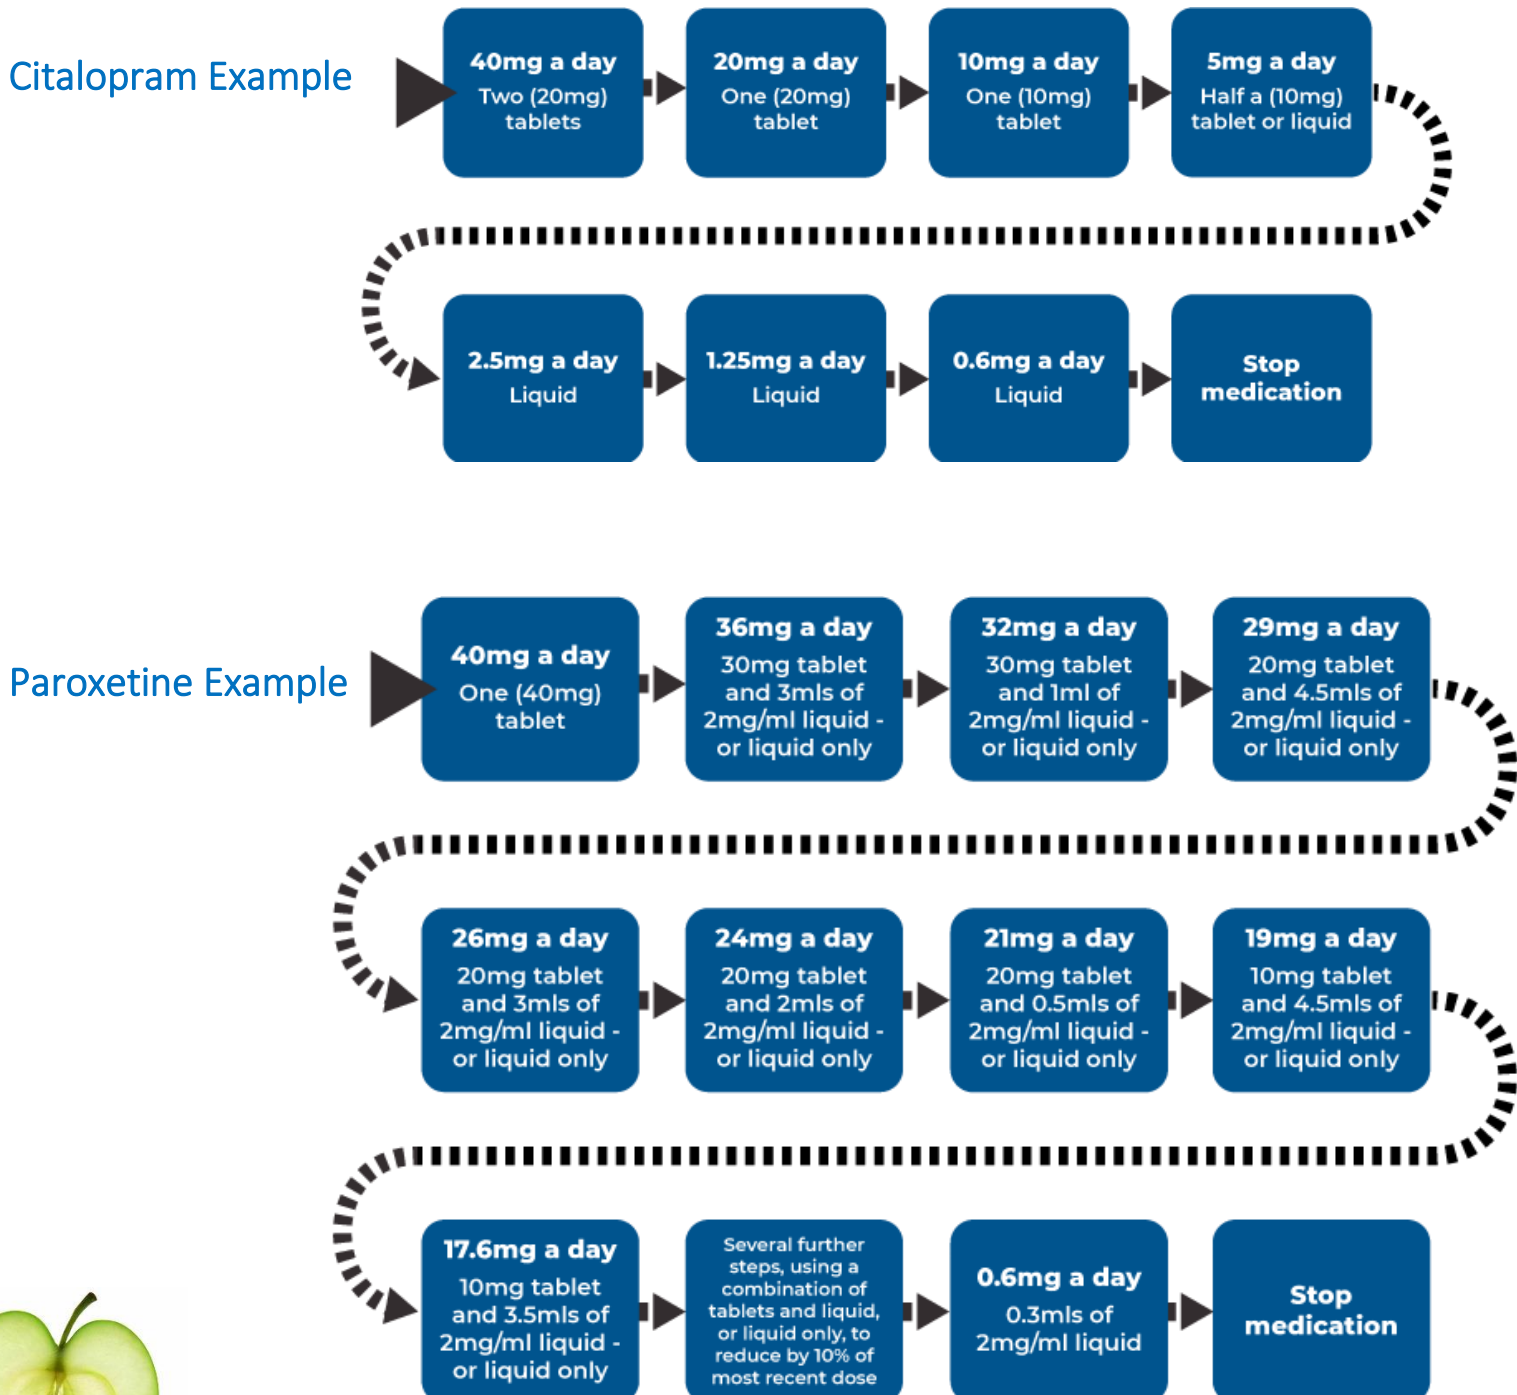 Citalopram Example
40mg a day
Two (20mg)
tablets
20mg a day
One (20mg)
tablet
10mg a day
One (10mg)
tablet
5mg a day
Half a (10mg)
tablet or liquid
2.5mg a day
Liquid
1.25mg a day
Liquid
0.6mg a day
Liquid
Stop
medication
Paroxetine Example
40mg a day
One (40mg)
tablet
36mg a day
30mg tablet
and 3mls of
2mg/ml liquid -
or liquid only
32mg a day
30mg tablet
and 1ml of
2mg/ml liquid -
or liquid only
29mg a day
20mg tablet
and 4.5mls of
2mg/ml liquid -
or liquid only
26mg a day
20mg tablet
and 3mls of
2mg/ml liquid -
or liquid only
24mg a day
20mg tablet
and 2mls of
2mg/ml liquid -
or liquid only
21mg a day
20mg tablet
and 0.5mls of
2mg/ml liquid -
or liquid only
19mg a day
10mg tablet
and 4.5mls of
2mg/ml liquid -
or liquid only
17.6mg a day
10mg tablet
and 3.5mls of
2mg/ml liquid -
or liquid only
Several further
steps, using a
combination of
tablets and liquid,
or liquid only, to
reduce by 10% of
most recent dose
0.6mg a day
0.3mls of
2mg/ml liquid
Stop
medication